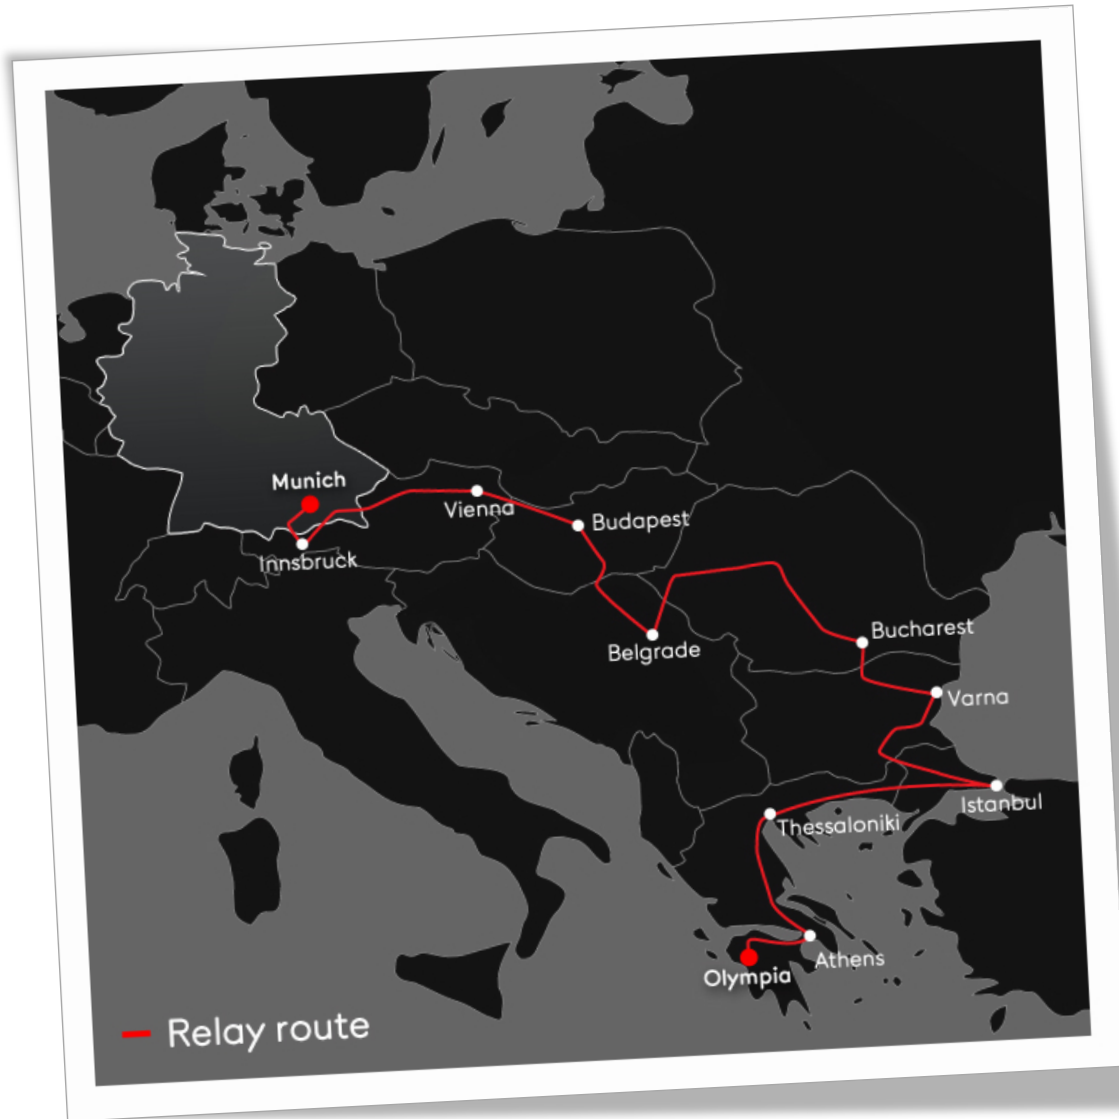 Munich
Vienna
Budapest
Innsbruck
Bucharest
Belgrade
Varna
Istanbul
Thessaloniki
Athens
Olympia
Relay route